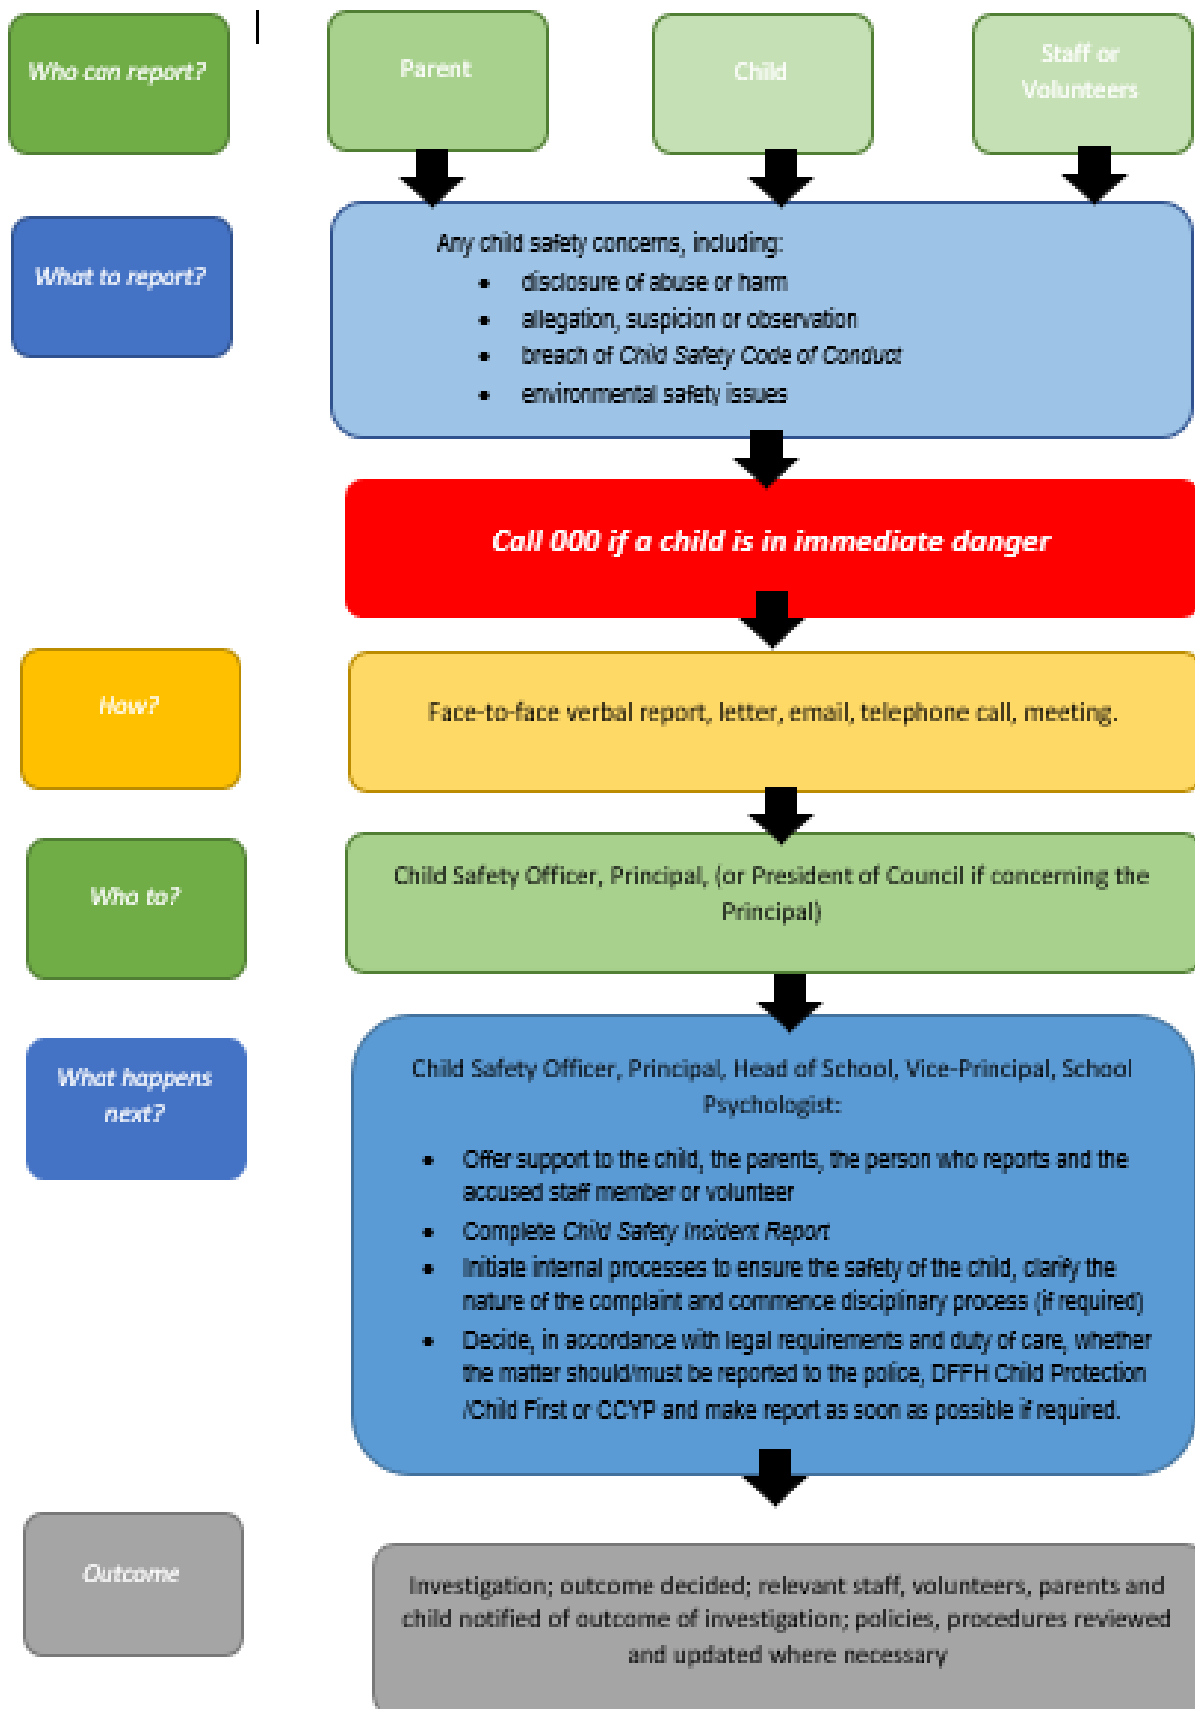 Who can report?
Parent
Child
Staff or
Volunteers
What to report?
Any child safety concerns, including:
• disclosure of abuse or harm
• allegation, suspicion or observation
• breach of Child Safety Code of Conduct
• environmental safety issues
Call 000 if a child is in immediate danger
How?
Face-to-face verbal report, letter, email, telephone call, meeting.
Who to?
Child Safety Officer, Principal, (or President of Council if concerning the
Principal)
What happens
next?
Child Safety Officer, Principal, Head of School, Vice-Principal, School
Psychologist:
• Offer support to the child, the parents, the person who reports and the
accused staff member or volunteer
• Complete Child Safety Incident Report
• Initiate internal processes to ensure the safety of the child, clarify the
nature of the complaint and commence disciplinary process (if required)
• Decide, in accordance with legal requirements and duty of care, whether
the matter should/must be reported to the police, DFFH Child Protection
/Child First or CCYP and make report as soon as possible if required.
Outcome
Investigation; outcome decided; relevant staff, volunteers, parents and
child notified of outcome of investigation; policies, procedures reviewed
and updated where necessary